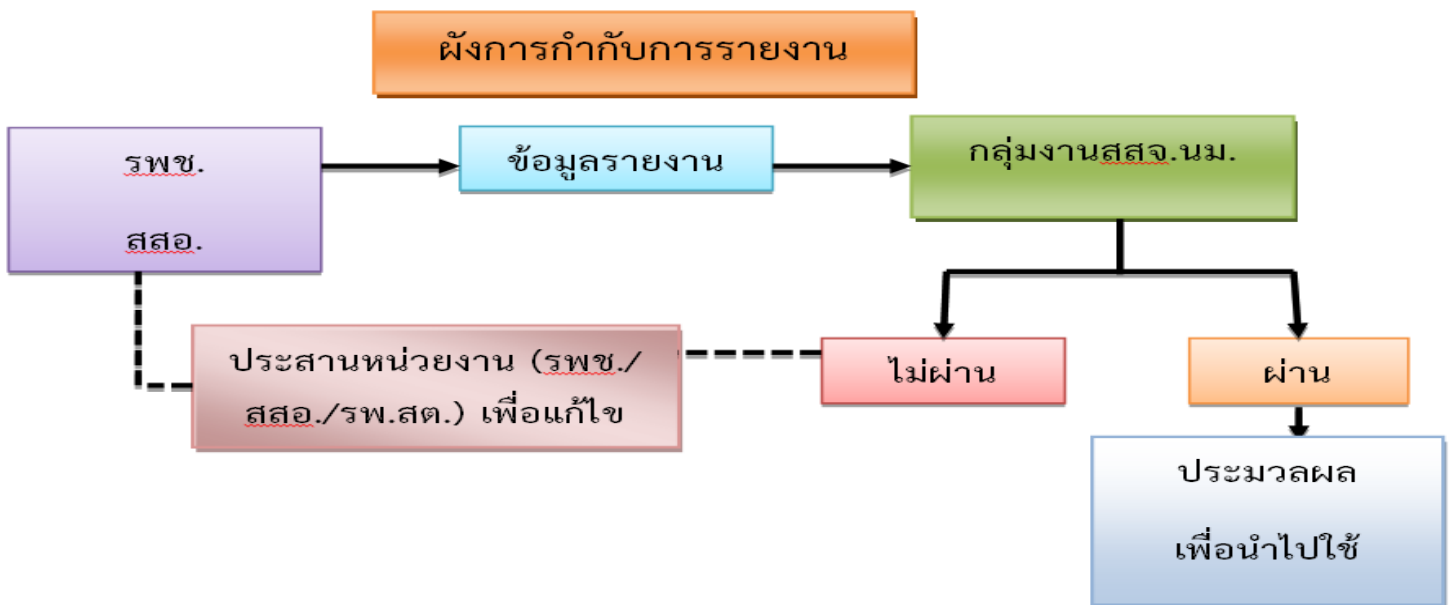 ผังการกำกับการรายงาน
รพช.
สสอ.
ข้อมูลรายงาน
กลุ่มงานสสจ.นม.
ประสานหน่วยงาน (รพช./
สสอ./รพ.สต.) เพื่อแก้ไข
ไม่ผ่าน
ผ่าน
ประมวลผล
เพื่อนำไปใช้